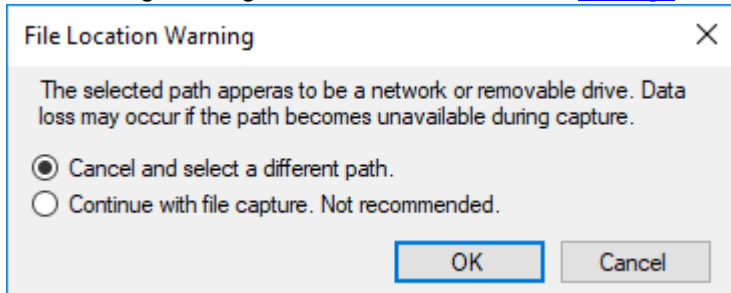 File Location Warning
The selected path apperas to be a network or removable drive. Data
loss may occur if the path becomes unavailable during capture.
Cancel and select a different path.
Continue with file capture. Not recommended.
OK Cancel